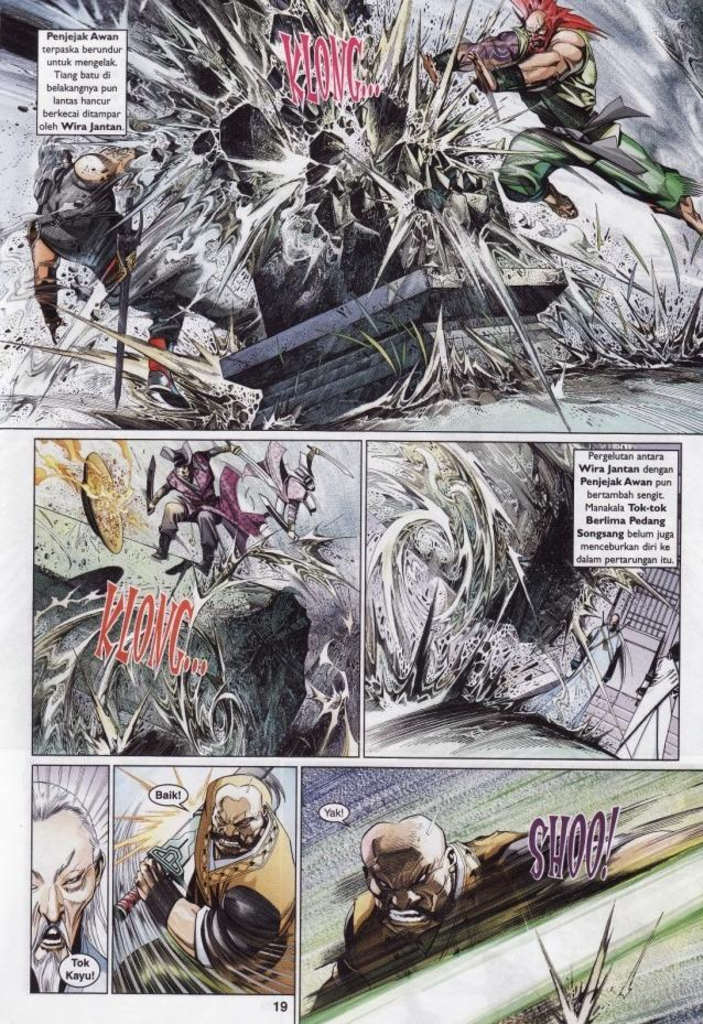 Penjejak Awan
terpaska berundur
untuk mengelak.
Tiang batu di
belakangnya pun
lantas hancur
berkecai ditampar
oleh Wira Jantan.
KLONG...
KLONG...
Pergelutan antara
Wira Jantan dengan
Penjejak Awan pun
bertambah sengit.
Manakala Tok-tok
Berlima Pedang
Songsang belum juga
menceburkan diri ke
dalam pertarungan itu.
Tok
Kayu!
Baik!
Yak!
SHOO!
19